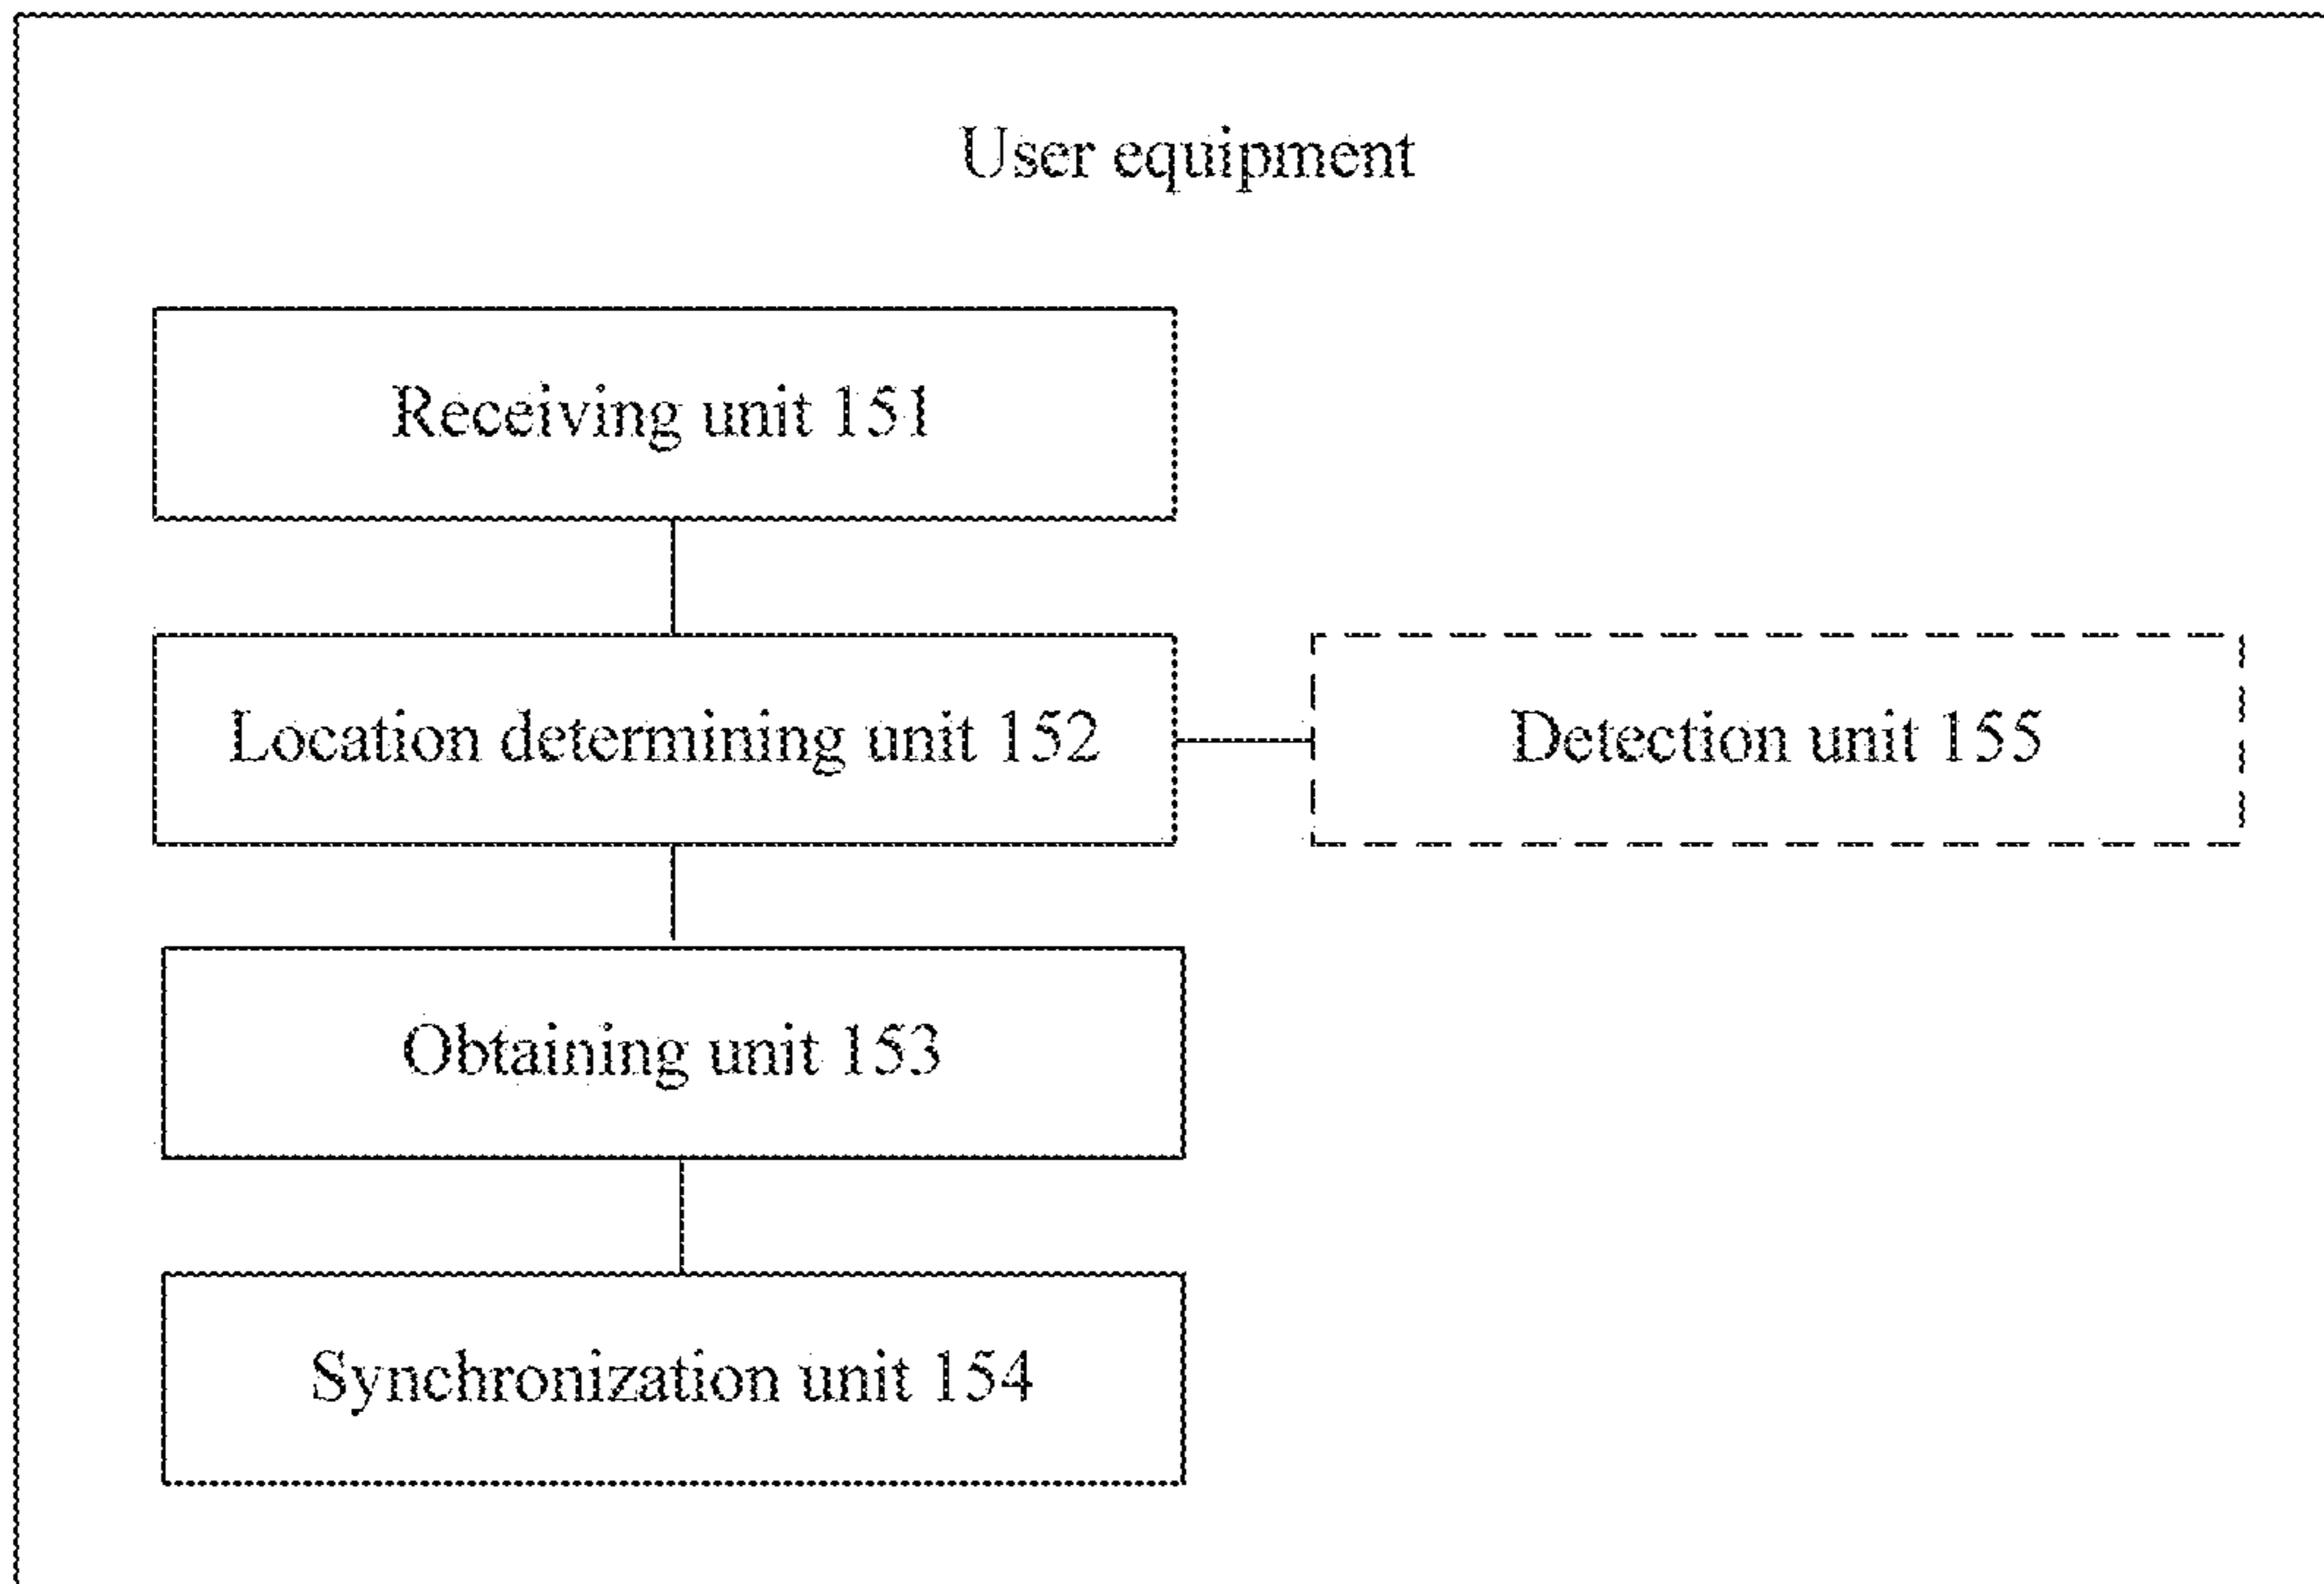 User equipment
Receiving unit 151
Location determining unit 152
Detection unit 155
Obtaining unit 153
Synchronization unit 154